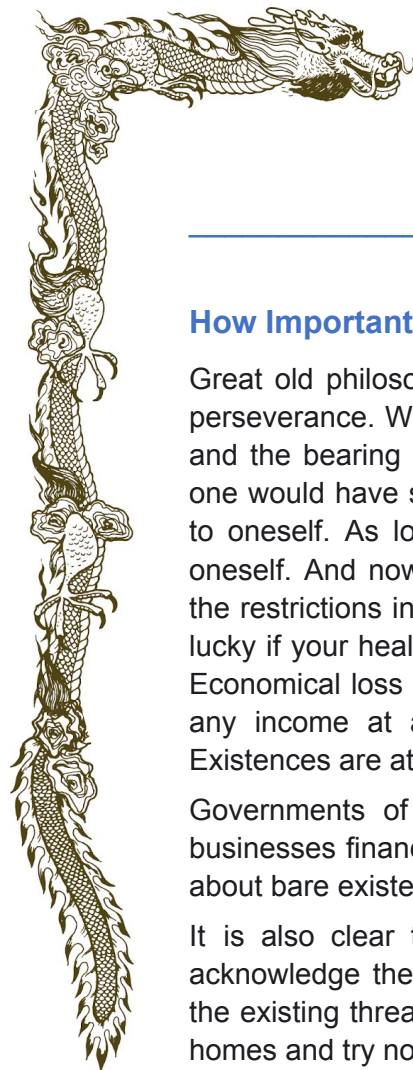 How Important
Great old philoso
perseverance. W
and the bearing
one would have s
to oneself. As lo
oneself. And now
the restrictions in
lucky if your heal
Economical loss
any income at a
Existences are at
Governments of
businesses financ
about bare existe
It is also clear t
acknowledge the
the existing threa
homes and try no